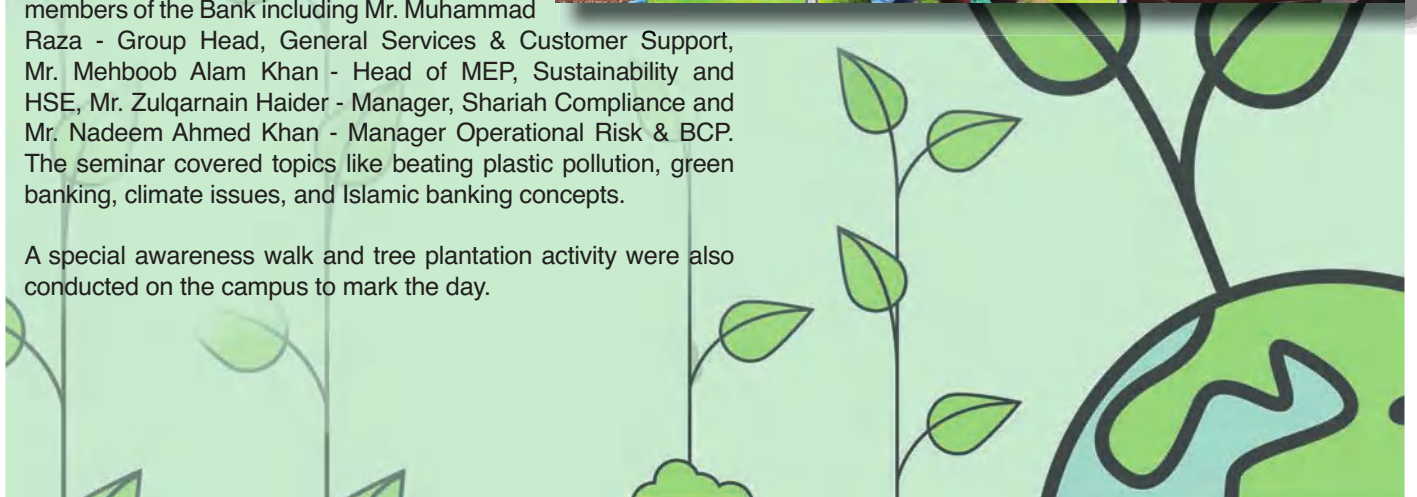 members of the Bank including Mr. Muhammad
Raza - Group Head, General Services & Customer Support,
Mr. Mehboob Alam Khan - Head of MEP, Sustainability and
HSE, Mr. Zulqarnain Haider - Manager, Shariah Compliance and
Mr. Nadeem Ahmed Khan - Manager Operational Risk & BCP.
The seminar covered topics like beating plastic pollution, green
banking, climate issues, and Islamic banking concepts.
A special awareness walk and tree plantation activity were also
conducted on the campus to mark the day.